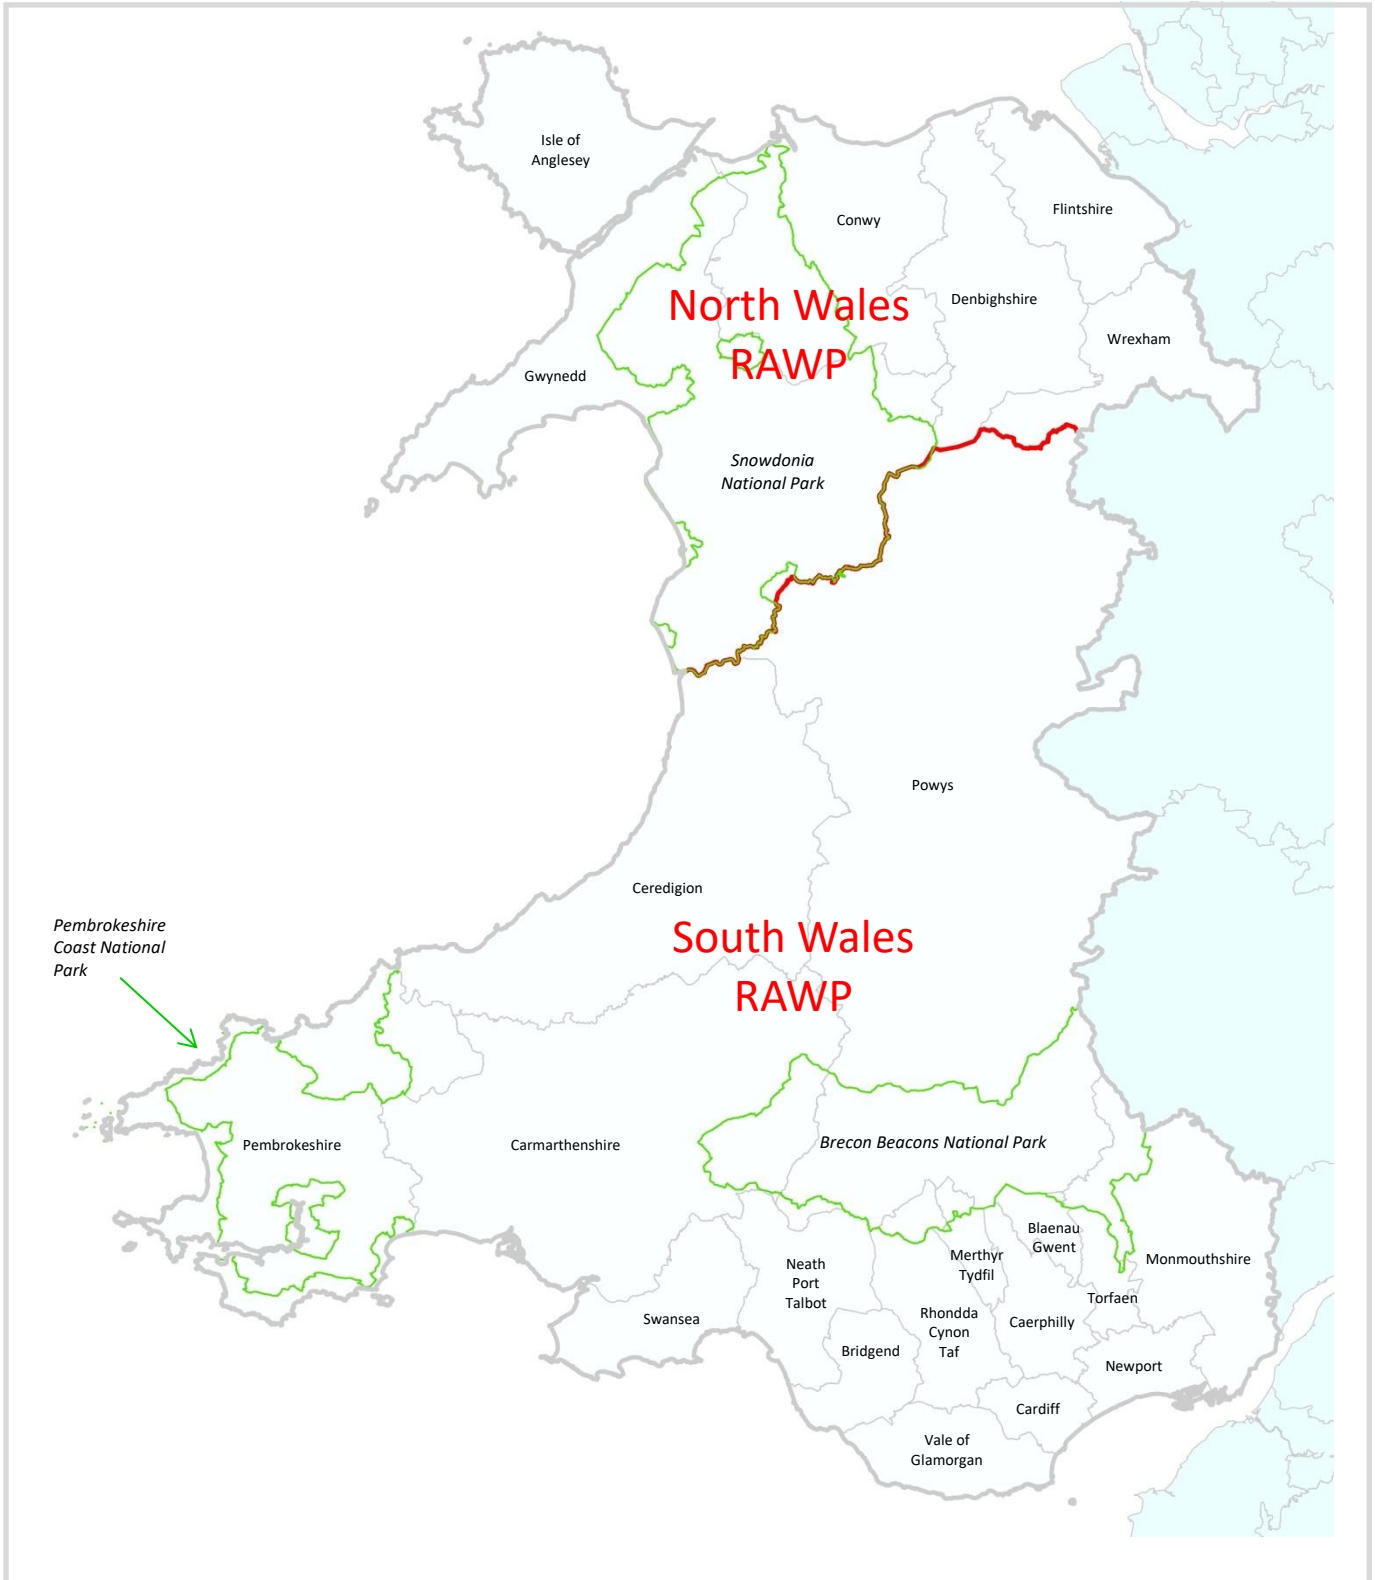 Isle of
Anglesey
Conwy
Flintshire
Denbighshire
North Wales
RAWP
Wrexham
Gwynedd
Snowdonia
National Park
Powys
Ceredigion
South Wales
RAWP
Pembrokeshire
Coast National
Park
Pembrokeshire
Carmarthenshire
Brecon Beacons National Park
Blaenau
Gwent
Merthyr
Tydfil
Monmouthshire
Neath
Port
Talbot
Torfaen
Swansea
Rhondda
Cynon
Taf
Caerphilly
Bridgend
Newport
Cardiff
Vale of
Glamorgan